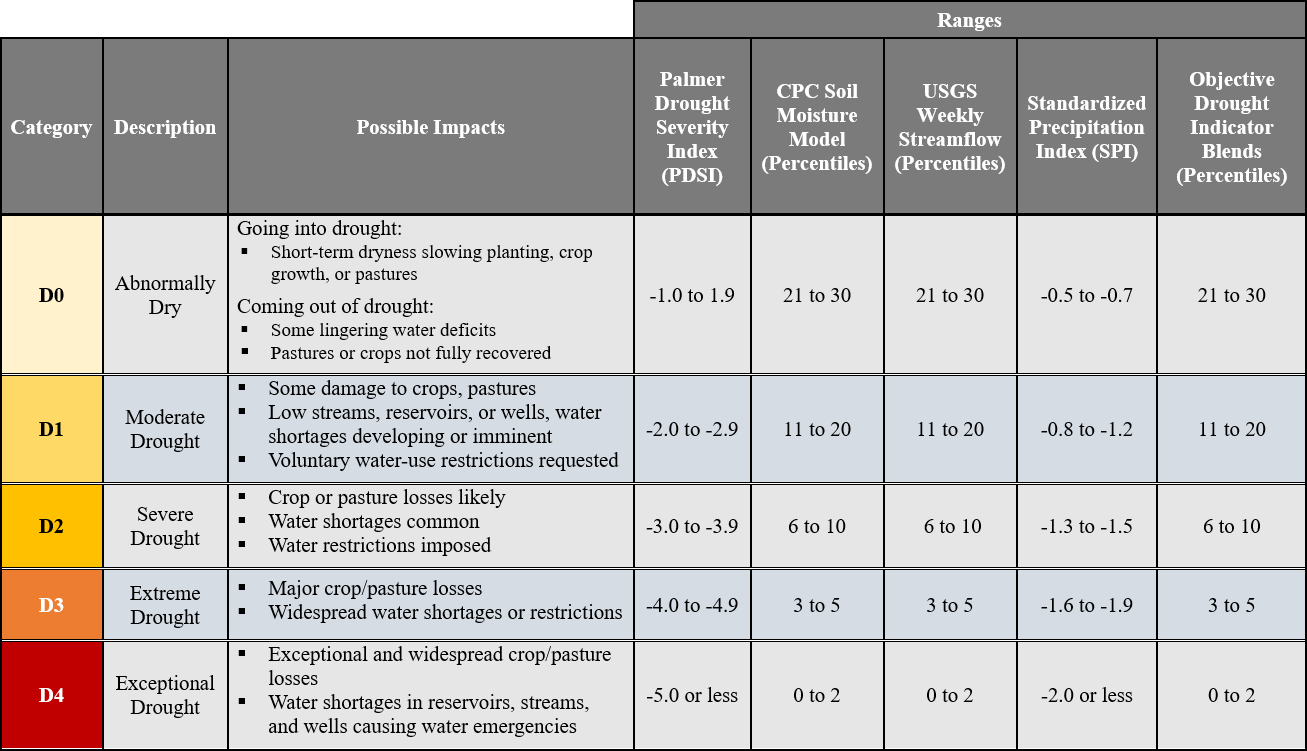 Ranges
Category
Description
Possible Impacts
Palmer
Drought
Severity
Index
(PDSI)
CPC Soil
Moisture
Model
(Percentiles)
USGS
Weekly
Streamflow
(Percentiles)
Standardized
Precipitation
Index (SPI)
Objective
Drought
Indicator
Blends
(Percentiles)
D0
Abnormally
Dry
Going into drought:
▪ Short-term dryness slowing planting, crop
growth, or pastures
Coming out of drought:
▪ Some lingering water deficits
▪ Pastures or crops not fully recovered
-1.0 to 1.9
21 to 30
21 to 30
-0.5 to -0.7
21 to 30
D1
Moderate
Drought
▪ Some damage to crops, pastures
▪ Low streams, reservoirs, or wells, water
shortages developing or imminent
▪ Voluntary water-use restrictions requested
-2.0 to -2.9
11 to 20
11 to 20
-0.8 to -1.2
11 to 20
D2
Severe
Drought
▪ Crop or pasture losses likely
▪ Water shortages common
▪ Water restrictions imposed
-3.0 to -3.9
6 to 10
6 to 10
-1.3 to -1.5
6 to 10
D3
Extreme
Drought
▪ Major crop/pasture losses
▪ Widespread water shortages or restrictions
-4.0 to -4.9
3 to 5
3 to 5
-1.6 to -1.9
3 to 5
D4
Exceptional
Drought
▪ Exceptional and widespread crop/pasture
losses
▪ Water shortages in reservoirs, streams,
and wells causing water emergencies
-5.0 or less
0 to 2
0 to 2
-2.0 or less
0 to 2